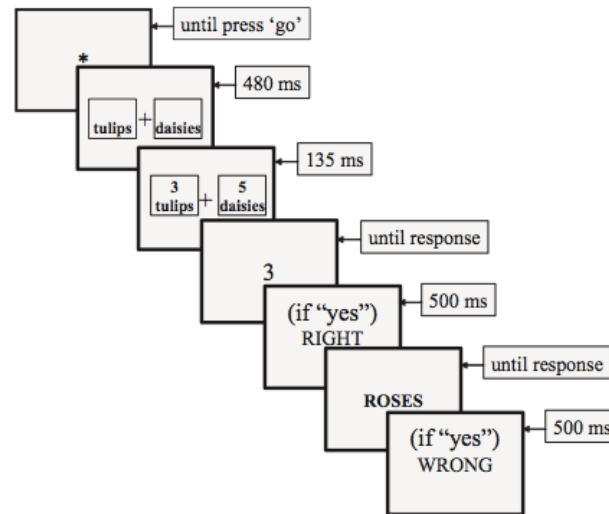 until press ‘go’
*
480 ms
tulips + daisies
135 ms
3 5
tulips + daisies
until response
3
500 ms
(if “yes”)
RIGHT
until response
ROSES
500 ms
(if “yes”)
WRONG